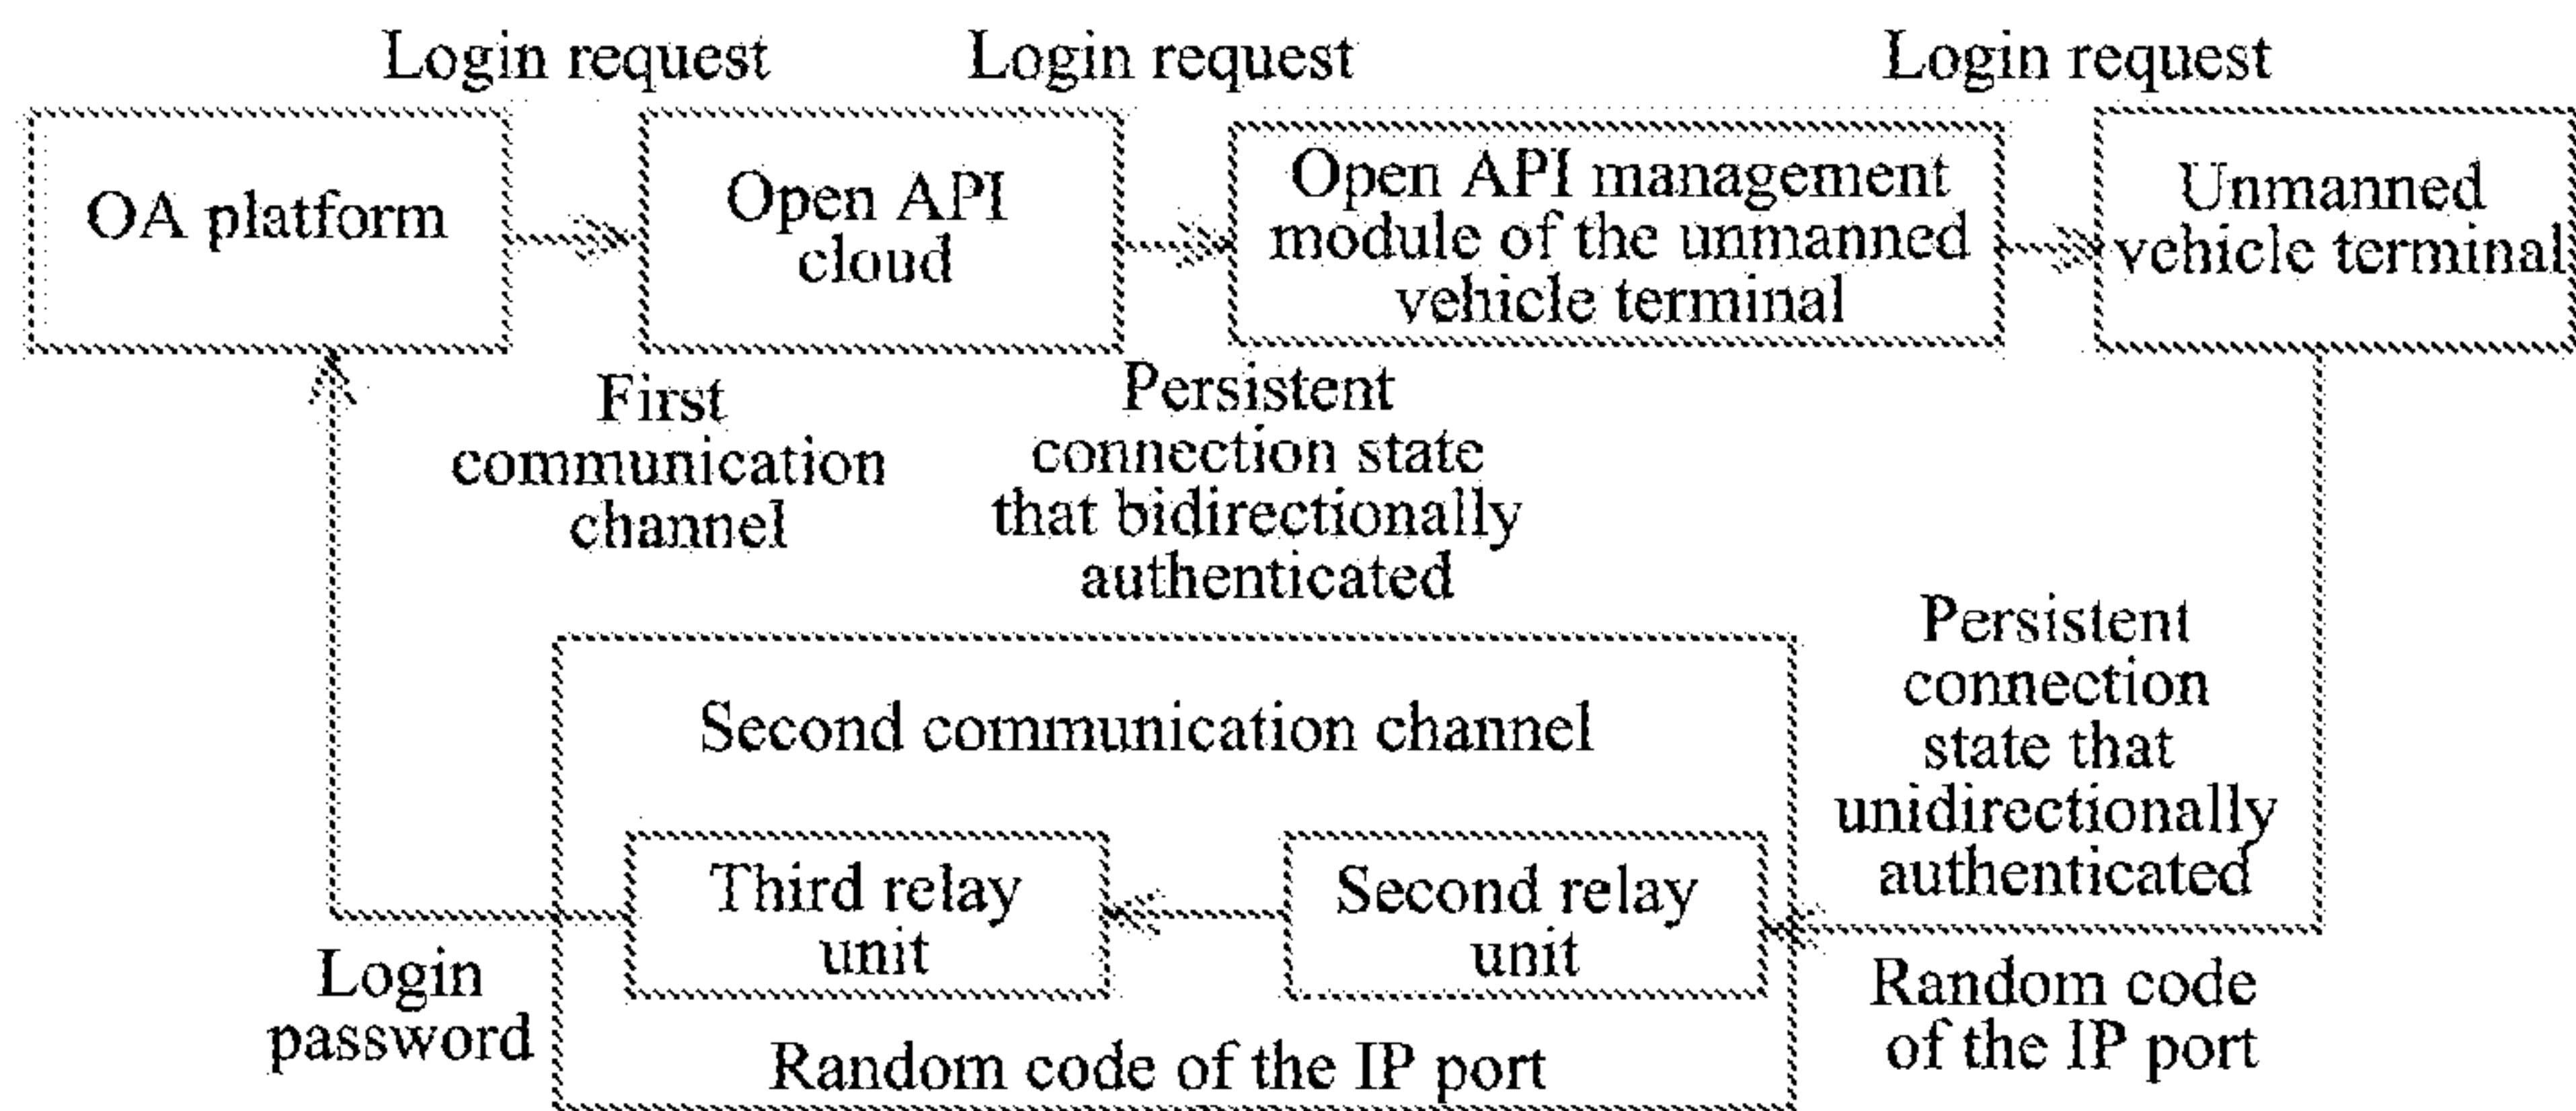 Login request
Login request
Login request
OA platform
Open API
cloud
Open API management
module of the unmanned
vehicle terminal
Unmanned
vehicle terminal
First
communication
channel
Persistent
connection state
that bidirectionally
authenticated
Persistent
connection
state that
unidirectionally
authenticated
Second communication channel
Third relay
unit
Second relay
unit
Login
password
Random code of the IP port
Random code
of the IP port